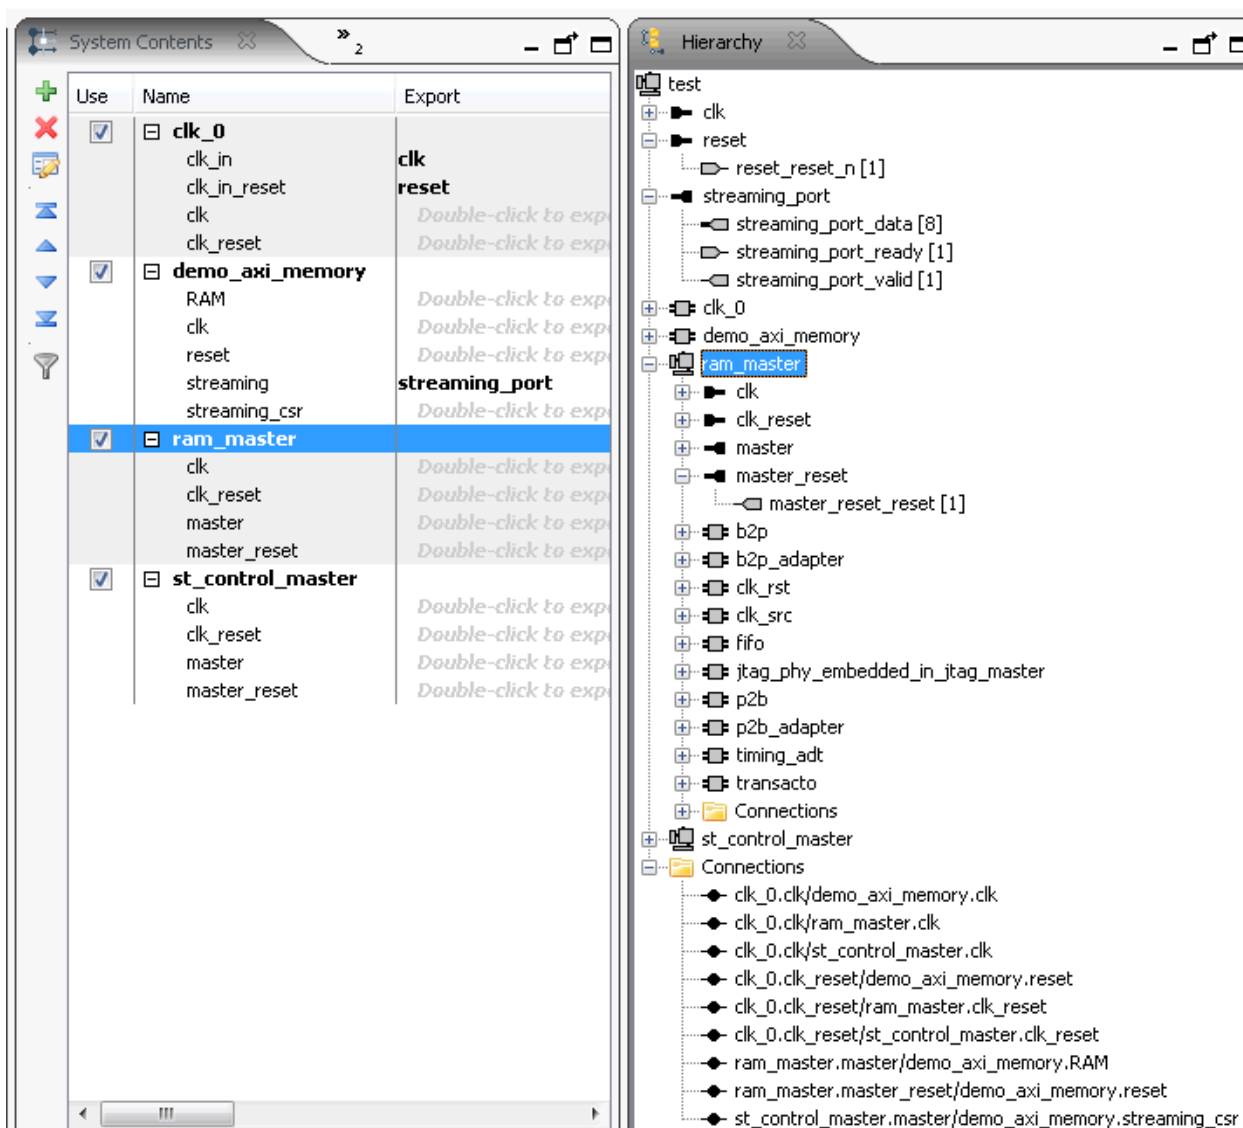 System Contents
»2
Use Name Export
clk_0
clk_in clk
clk_in_reset reset
clk Double-click to exp
clk_reset Double-click to exp
demo_axi_memory
RAM Double-click to exp
clk Double-click to exp
reset Double-click to exp
streaming streaming_port
streaming_csr Double-click to exp
ram_master
clk Double-click to exp
clk_reset Double-click to exp
master Double-click to exp
master_reset Double-click to exp
st_control_master
clk Double-click to exp
clk_reset Double-click to exp
master Double-click to exp
master_reset Double-click to exp
Hierarchy
test
clk
reset
reset_reset_n [1]
streaming_port
streaming_port_data [8]
streaming_port_ready [1]
streaming_port_valid [1]
clk_0
demo_axi_memory
ram_master
clk
clk_reset
master
master_reset
master_reset_reset [1]
b2p
b2p_adapter
clk_rst
clk_src
fifo
jtag_phy_embedded_in_jtag_master
p2b
p2b_adapter
timing_adt
transacto
Connections
st_control_master
Connections
clk_0.clk/demo_axi_memory.clk
clk_0.clk/ram_master.clk
clk_0.clk/st_control_master.clk
clk_0.clk_reset/demo_axi_memory.reset
clk_0.clk_reset/ram_master.clk_reset
clk_0.clk_reset/st_control_master.clk_reset
ram_master.master/demo_axi_memory.RAM
ram_master.master_reset/demo_axi_memory.reset
st_control_master.master/demo_axi_memory.streaming_csr